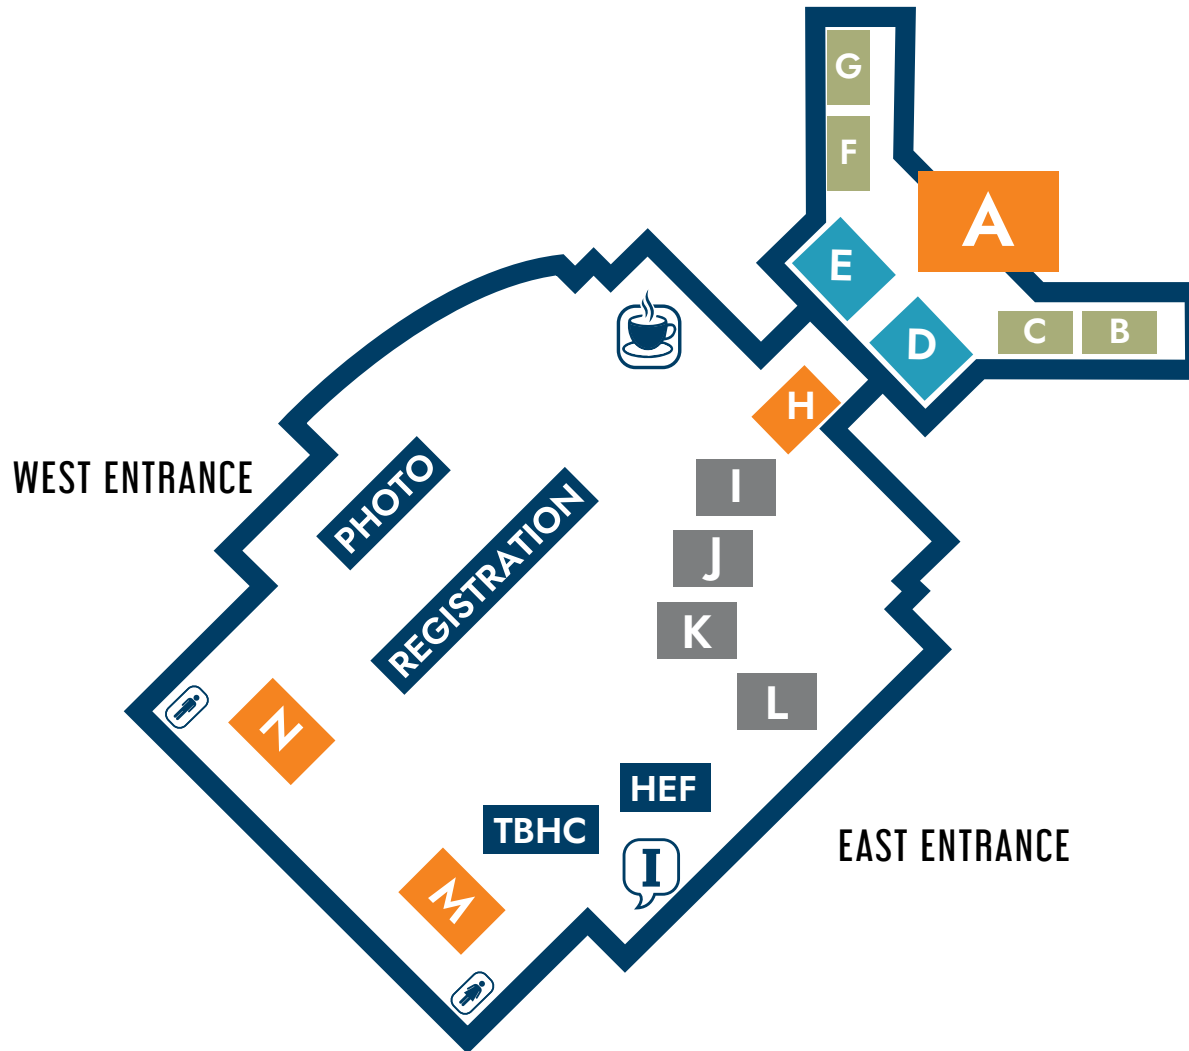 G
F
A
E
D
C
B
H
WEST ENTRANCE
PHOTO
REGISTRATION
I
J
K
L
N
HEF
TBHC
I
M
EAST ENTRANCE